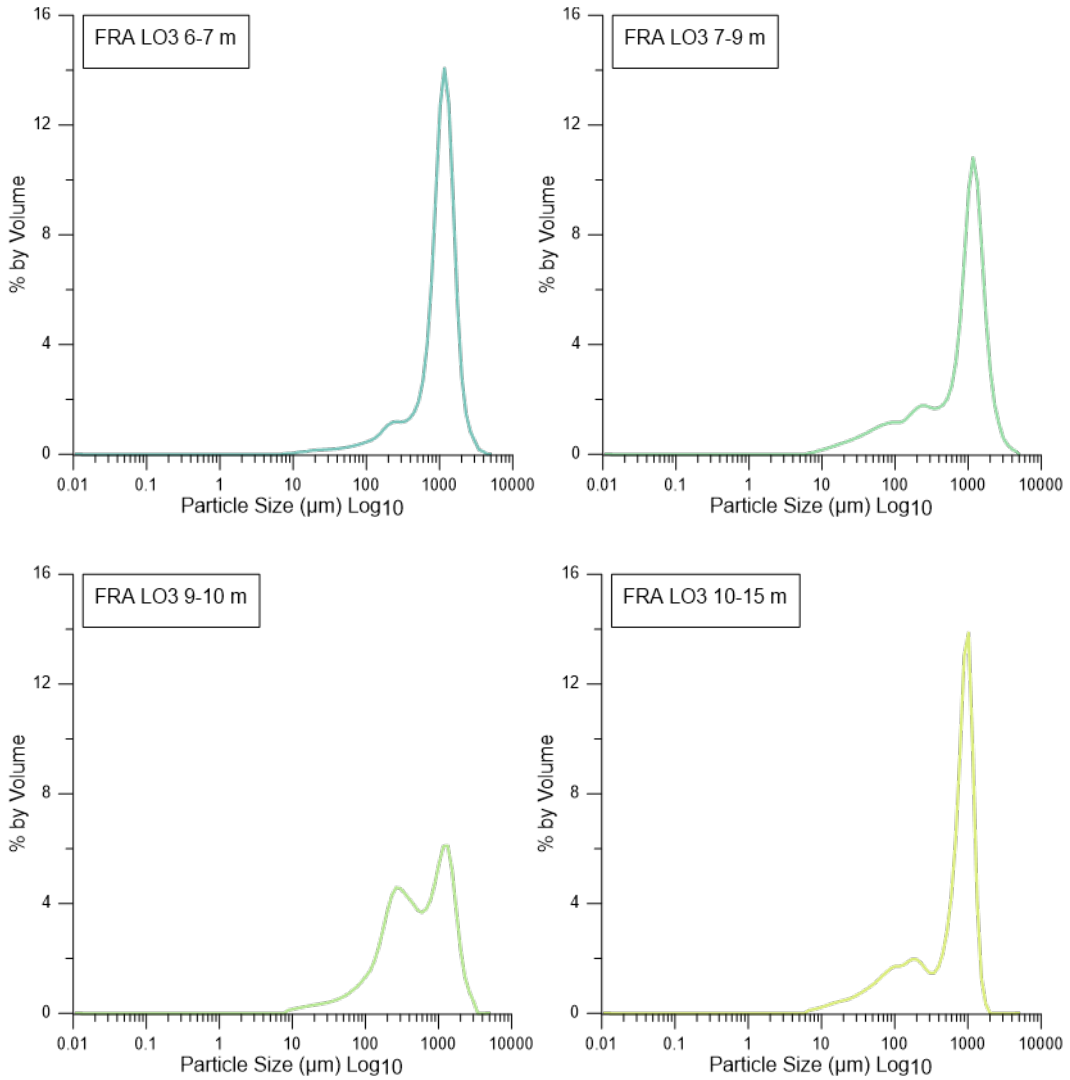 FRA LO3 6-7 m
16
12
8
4
0
% by Volume
0.01 0.1 1 10 100 1000 10000
Particle Size (µm) Log10
FRA LO3 7-9 m
16
12
8
4
0
% by Volume
0.01 0.1 1 10 100 1000 10000
Particle Size (µm) Log10
FRA LO3 9-10 m
16
12
8
4
0
% by Volume
0.01 0.1 1 10 100 1000 10000
Particle Size (µm) Log10
FRA LO3 10-15 m
16
12
8
4
0
% by Volume
0.01 0.1 1 10 100 1000 10000
Particle Size (µm) Log10